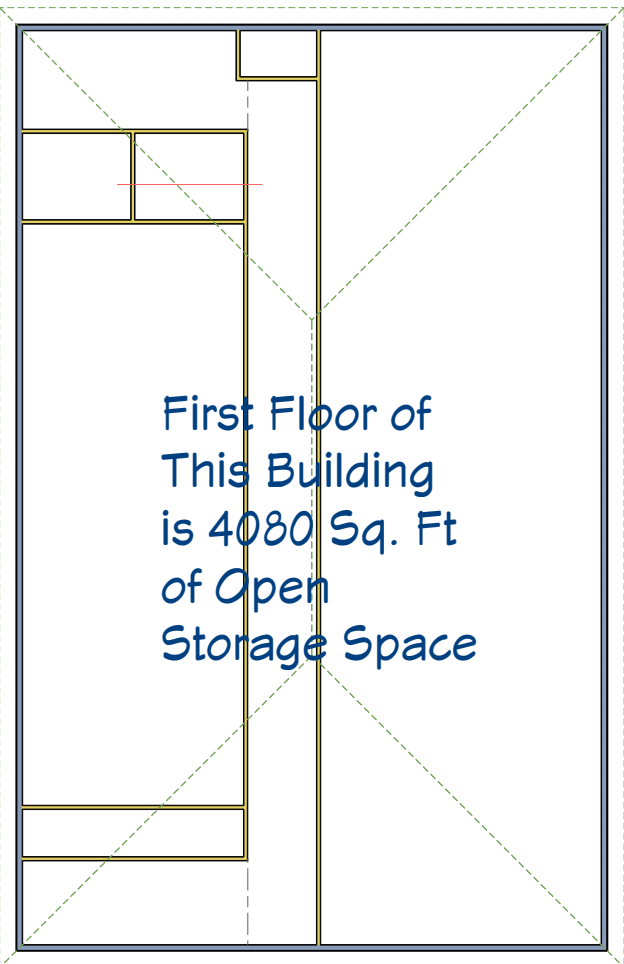 First Floor of
This Building
is 4080 Sq. Ft
of Open
Storage Space